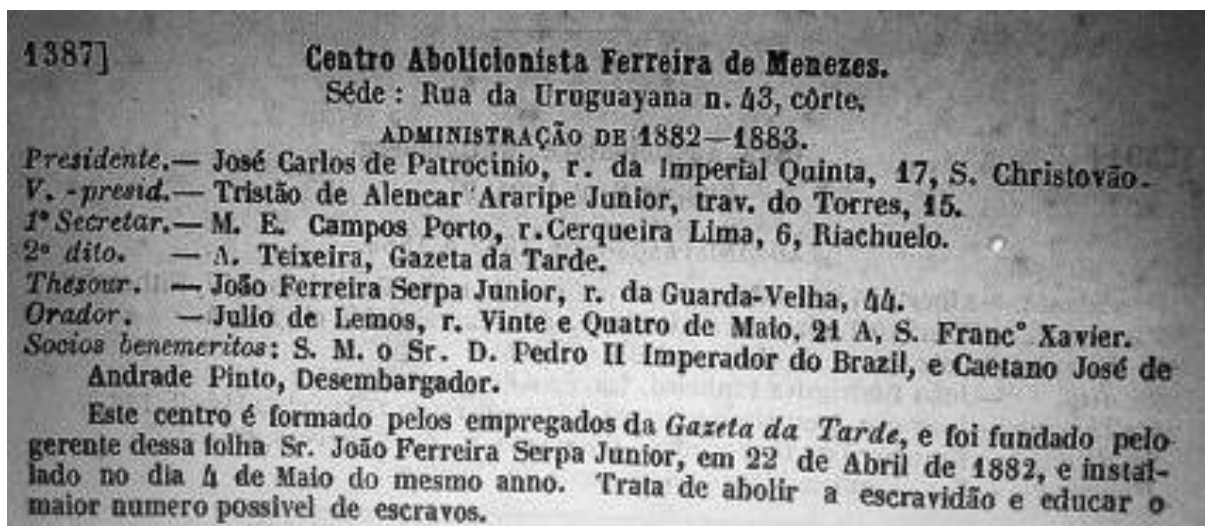 1387]
Centro Abolicionista Ferreira de Menezes.
Séde : Rua da Uruguayana n. 43, côrte.
ADMINISTRAÇÃO DE 1882—1883.
Presidente.— José Carlos de Patrocinio, r. da Imperial Quinta, 17, S. Christovão.
V. -presid.— Tristão de Alencar Araripe Junior, trav. do Torres, 15.
1º Secretar.— M. E. Campos Porto, r. Cerqueira Lima, 6, Riachuelo.
2º dito. — A. Teixeira, Gazeta da Tarde.
Thesour. — João Ferreira Serpa Junior, r. da Guarda-Velha, 44.
Orador. — Julio de Lemos, r. Vinte e Quatro de Maio, 21 A, S. Francº Xavier.
Socios benemeritos: S. M. o Sr. D. Pedro II Imperador do Brazil, e Caetano José de
Andrade Pinto, Desembargador.
Este centro é formado pelos empregados da Gazeta da Tarde, e foi fundado pelo
gerente dessa folha Sr. João Ferreira Serpa Junior, em 22 de Abril de 1882, e instal-
lado no dia 4 de Maio do mesmo anno. Trata de abolir a escravidão e educar o
maior numero possivel de escravos.